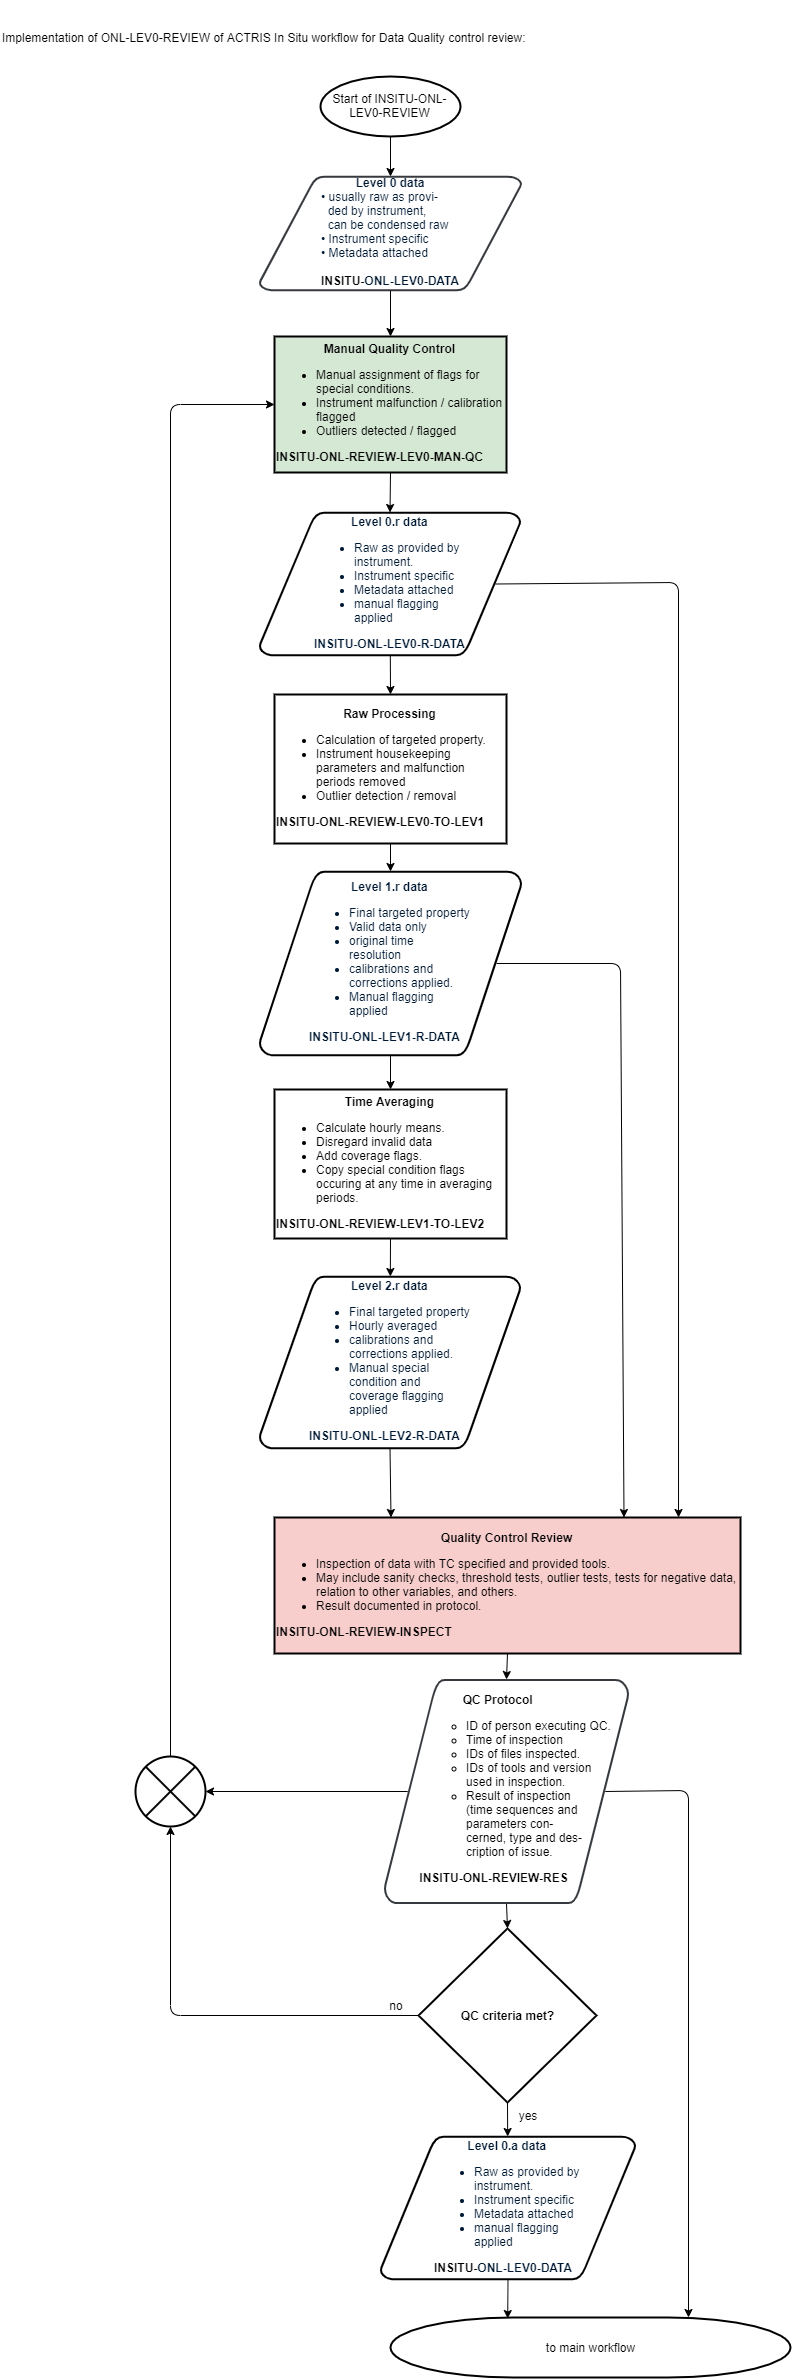 Implementation of ONL-LEV0-REVIEW of ACTRIS In Situ workflow for Data Quality control review:
Start of INSITU-ONL-
LEV0-REVIEW
Level 0 data
• usually raw as provi-
ded by instrument,
can be condensed raw
• Instrument specific
• Metadata attached
INSITU-ONL-LEV0-DATA
Manual Quality Control
• Manual assignment of flags for
special conditions.
• Instrument malfunction / calibration
flagged
• Outliers detected / flagged
INSITU-ONL-REVIEW-LEV0-MAN-QC
Level 0.r data
• Raw as provided by
instrument.
• Instrument specific
• Metadata attached
• manual flagging
applied
INSITU-ONL-LEV0-R-DATA
Raw Processing
• Calculation of targeted property.
• Instrument housekeeping
parameters and malfunction
periods removed
• Outlier detection / removal
INSITU-ONL-REVIEW-LEV0-TO-LEV1
Level 1.r data
• Final targeted property
• Valid data only
• original time
resolution
• calibrations and
corrections applied.
• Manual flagging
applied
INSITU-ONL-LEV1-R-DATA
Time Averaging
• Calculate hourly means.
• Disregard invalid data
• Add coverage flags.
• Copy special condition flags
occuring at any time in averaging
periods.
INSITU-ONL-REVIEW-LEV1-TO-LEV2
Level 2.r data
• Final targeted property
• Hourly averaged
• calibrations and
corrections applied.
• Manual special
condition and
coverage flagging
applied
INSITU-ONL-LEV2-R-DATA
Quality Control Review
• Inspection of data with TC specified and provided tools.
• May include sanity checks, threshold tests, outlier tests, tests for negative data,
relation to other variables, and others.
• Result documented in protocol.
INSITU-ONL-REVIEW-INSPECT
QC Protocol
◦ ID of person executing QC.
◦ Time of inspection
◦ IDs of files inspected.
◦ IDs of tools and version
used in inspection.
◦ Result of inspection
(time sequences and
parameters con-
cerned, type and des-
cription of issue.
INSITU-ONL-REVIEW-RES
no
QC criteria met?
yes
Level 0.a data
• Raw as provided by
instrument.
• Instrument specific
• Metadata attached
• manual flagging
applied
INSITU-ONL-LEV0-DATA
to main workflow